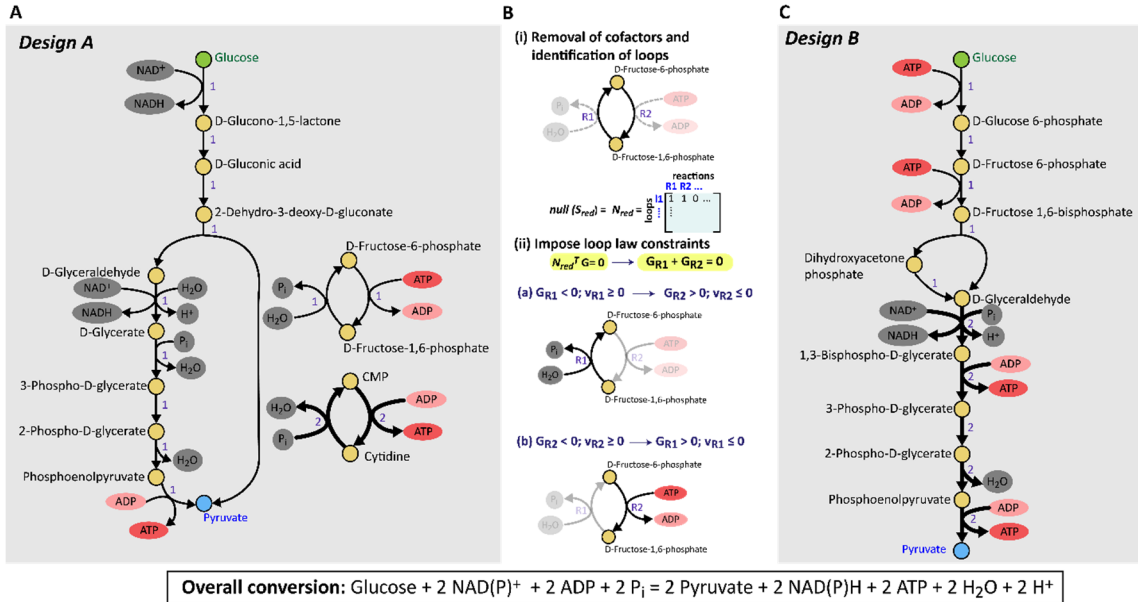 A
Design A
Glucose
NAD+
NADH
1
D-Glucono-1,5-lactone
1
D-Gluconic acid
1
2-Dehydro-3-deoxy-D-gluconate
1
D-Glyceraldehyde
NAD+
H2O
1
NADH
H+
D-Glycerate
Pi
1
H2O
3-Phospho-D-glycerate
1
2-Phospho-D-glycerate
1
H2O
Phosphoenolpyruvate
1
ADP
ATP
Pyruvate
D-Fructose-6-phosphate
Pi
ATP
1
1
H2O
ADP
D-Fructose-1,6-phosphate
CMP
H2O
ADP
2
2
Pi
ATP
Cytidine
B
(i) Removal of cofactors and
identification of loops
D-Fructose-6-phosphate
Pi
ATP
R1
R2
H2O
ADP
D-Fructose-1,6-phosphate
reactions
R1 R2 ...
null (Sred) = Nred =
loops
l1
1 1 0 ...
(ii) Impose loop law constraints
NredT G=0
GR1 + GR2 = 0
(a) GR1 < 0; vR1 ≥ 0 → GR2 > 0; vR2 ≤ 0
D-Fructose-6-phosphate
Pi
ATP
R1
R2
H2O
ADP
D-Fructose-1,6-phosphate
(b) GR2 < 0; vR2 ≥ 0 → GR1 > 0; vR1 ≤ 0
D-Fructose-6-phosphate
Pi
ATP
R1
R2
H2O
ADP
D-Fructose-1,6-phosphate
C
Design B
Glucose
ATP
1
ADP
D-Glucose 6-phosphate
1
D-Fructose 6-phosphate
ATP
1
ADP
D-Fructose 1,6-bisphosphate
1
Dihydroxyacetone
phosphate
1
D-Glyceraldehyde
NAD+
Pi
2
NADH
H+
1,3-Bisphospho-D-glycerate
ADP
2
ATP
3-Phospho-D-glycerate
2
2-Phospho-D-glycerate
2
H2O
Phosphoenolpyruvate
ADP
2
ATP
Pyruvate
Overall conversion: Glucose + 2 NAD(P)+ + 2 ADP + 2 Pi = 2 Pyruvate + 2 NAD(P)H + 2 ATP + 2 H2O + 2 H+